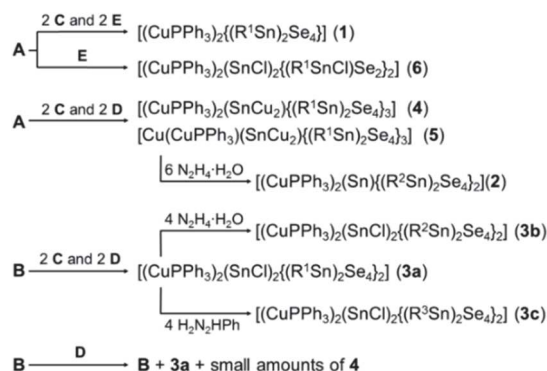 2 C and 2 E
[(CuPPh₃)₂{(R¹Sn)₂Se₄}] (1)
A
E
[(CuPPh₃)₂(SnCl)₂{(R¹SnCl)Se₂}₂] (6)
A 2 C and 2 D [(CuPPh₃)₂(SnCu₂){(R¹Sn)₂Se₄}₃] (4)
[Cu(CuPPh₃)(SnCu₂){(R¹Sn)₂Se₄}₃] (5)
6 N₂H₄·H₂O
[(CuPPh₃)₂(Sn){(R²Sn)₂Se₄}₂](2)
4 N₂H₄·H₂O
[(CuPPh₃)₂(SnCl)₂{(R²Sn)₂Se₄}₂] (3b)
B 2 C and 2 D [(CuPPh₃)₂(SnCl)₂{(R¹Sn)₂Se₄}₂] (3a)
4 H₂N₂HPh
[(CuPPh₃)₂(SnCl)₂{(R³Sn)₂Se₄}₂] (3c)
B D B + 3a + small amounts of 4